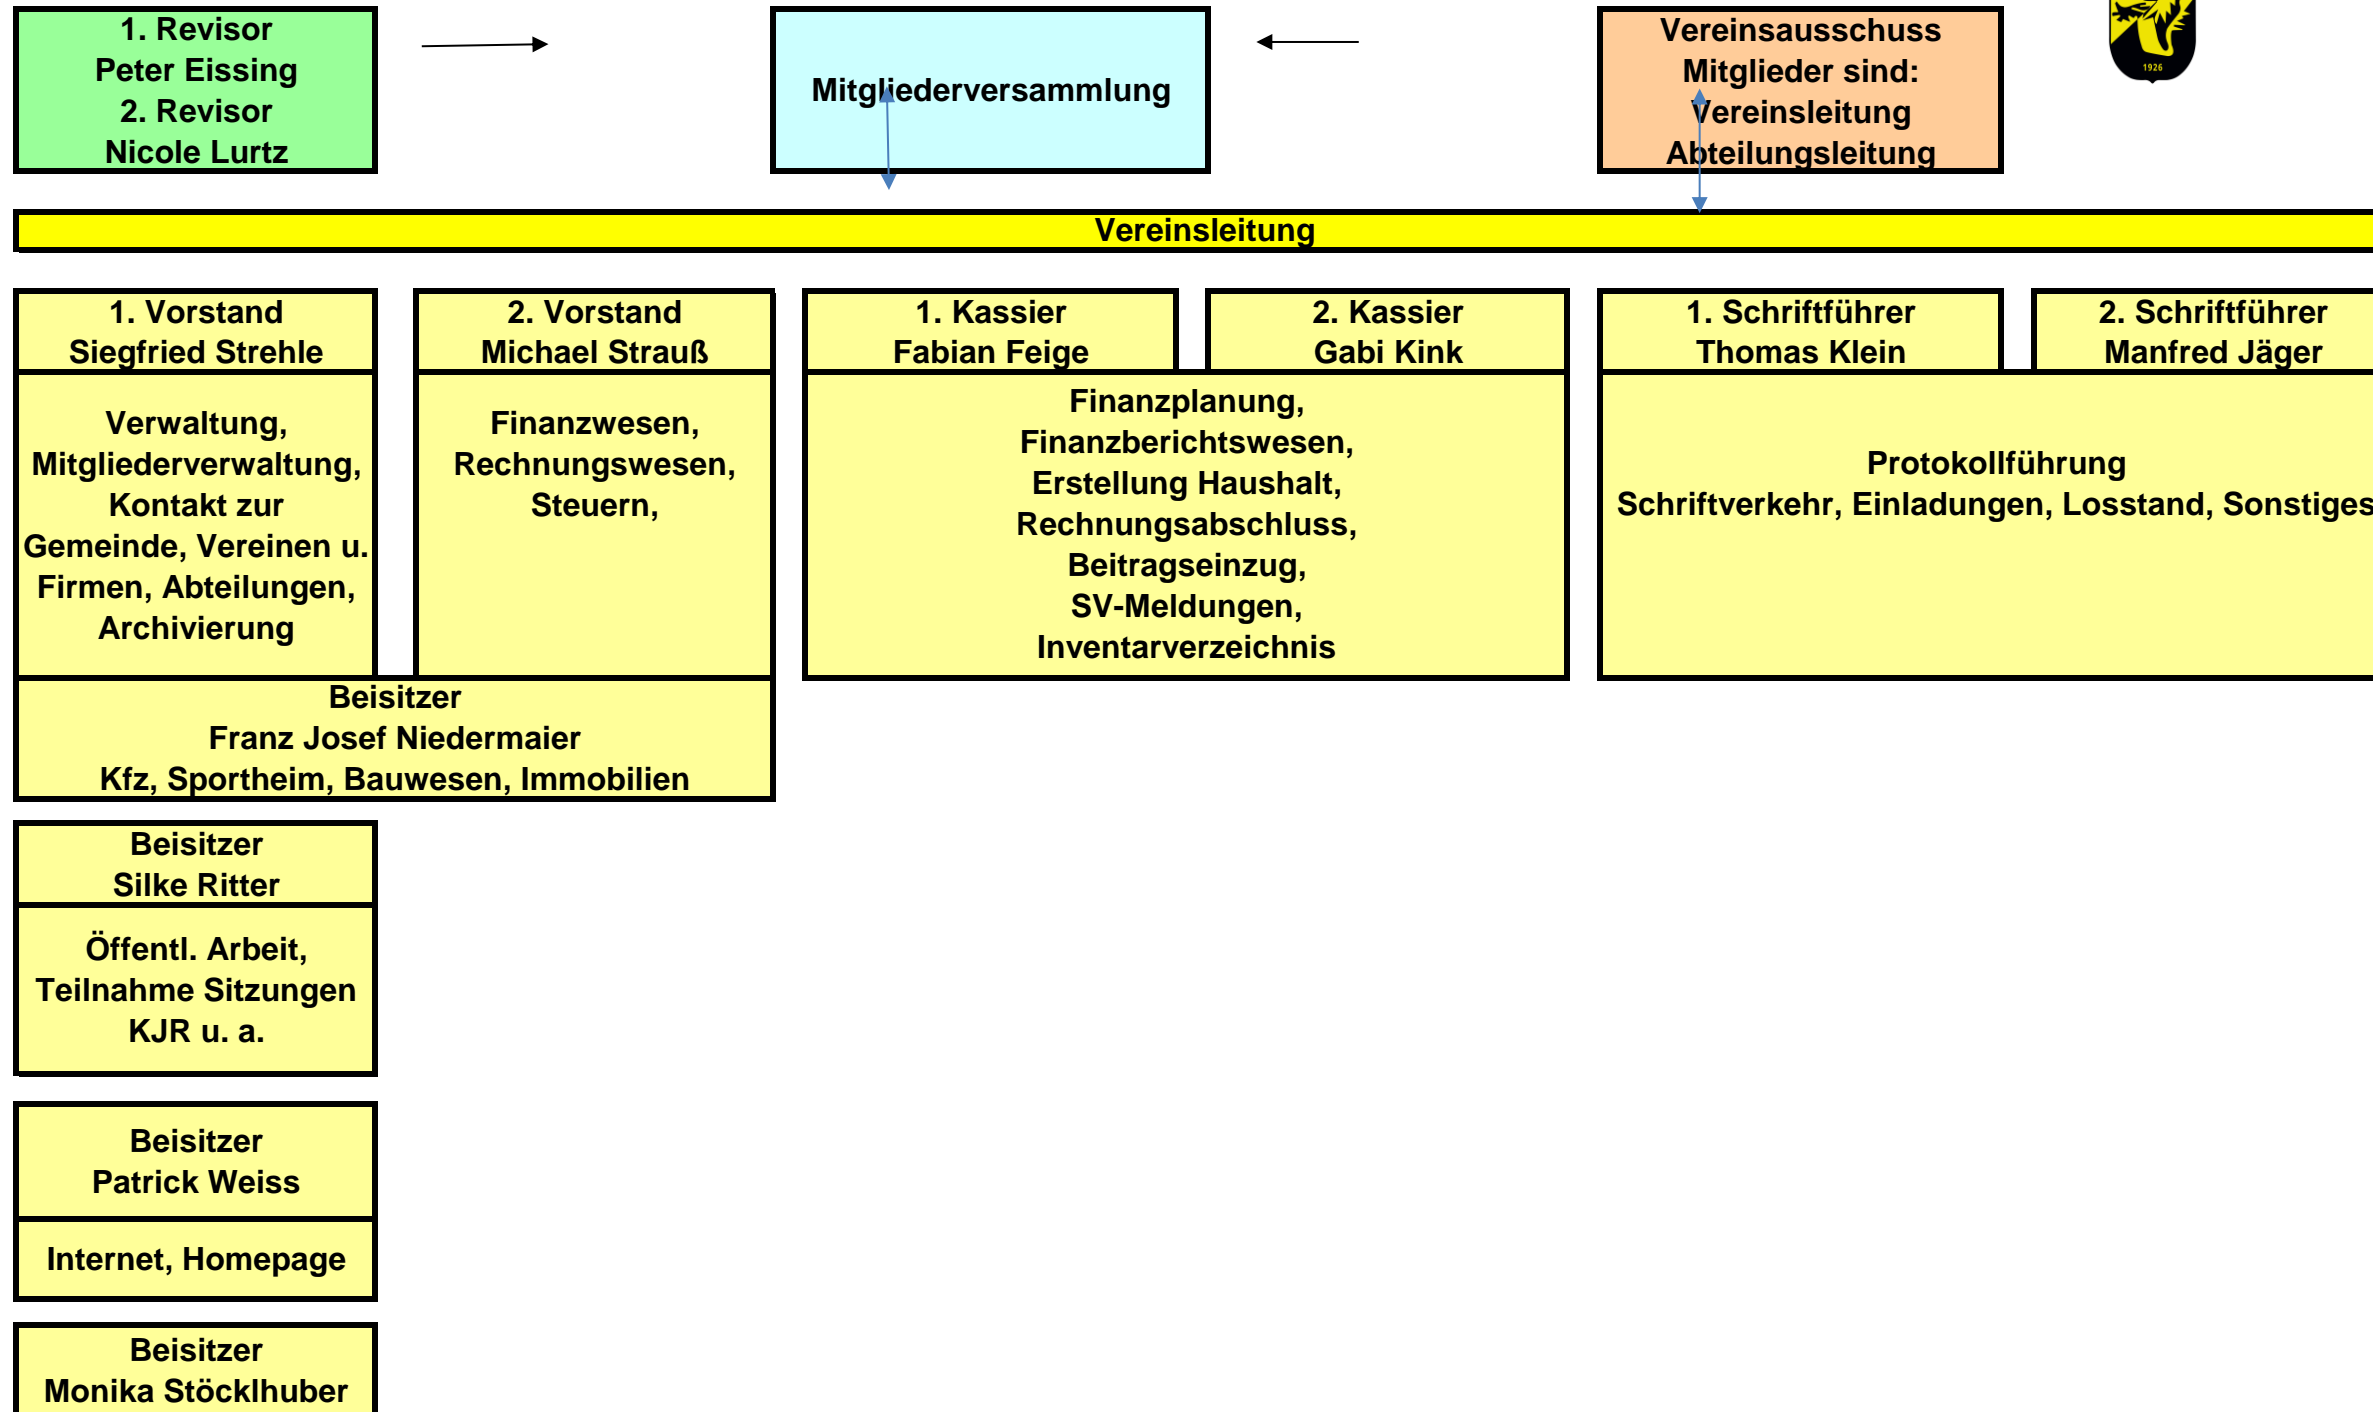 1. Revisor
Peter Eissing
2. Revisor
Nicole Lurtz
Mitgliederversammlung
Vereinsausschuss
Mitglieder sind:
Vereinsleitung
Abteilungsleitung
1926
Vereinsleitung
1. Vorstand
Siegfried Strehle
Verwaltung,
Mitgliederverwaltung,
Kontakt zur
Gemeinde, Vereinen u.
Firmen, Abteilungen,
Archivierung
2. Vorstand
Michael Strauß
Finanzwesen,
Rechnungswesen,
Steuern,
Beisitzer
Franz Josef Niedermaier
Kfz, Sportheim, Bauwesen, Immobilien
1. Kassier
Fabian Feige
2. Kassier
Gabi Kink
Finanzplanung,
Finanzberichtswesen,
Erstellung Haushalt,
Rechnungsabschluss,
Beitragseinzug,
SV-Meldungen,
Inventarverzeichnis
1. Schriftführer
Thomas Klein
2. Schriftführer
Manfred Jäger
Protokollführung
Schriftverkehr, Einladungen, Losstand, Sonstiges
Beisitzer
Silke Ritter
Öffentl. Arbeit,
Teilnahme Sitzungen
KJR u. a.
Beisitzer
Patrick Weiss
Internet, Homepage
Beisitzer
Monika Stöcklhuber